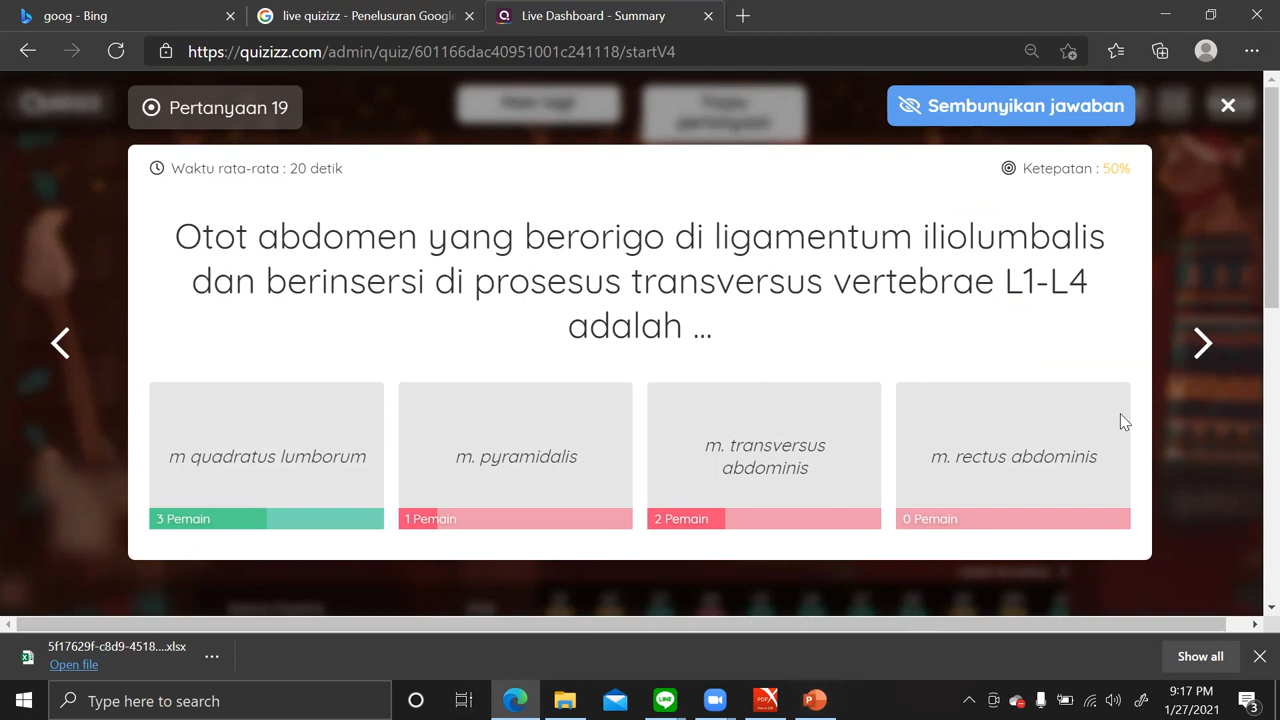 goog - Bing
live quizizz - Penelusuran Google
Live Dashboard - Summary
https://quizizz.com/admin/quiz/601166dac40951001c241118/startV4
Pertanyaan 19
Sembunyikan jawaban
Waktu rata-rata : 20 detik
Ketepatan : 50%
Otot abdomen yang berorigo di ligamentum iliolumbalis
dan berinsersi di prosesus transversus vertebrae L1-L4
adalah ...
m quadratus lumborum
m. pyramidalis
m. transversus
abdominis
m. rectus abdominis
3 Pemain
1 Pemain
2 Pemain
0 Pemain
5f17629f-c8d9-4518....xlsx
Open file
Show all
Type here to search
9:17 PM
1/27/2021
3